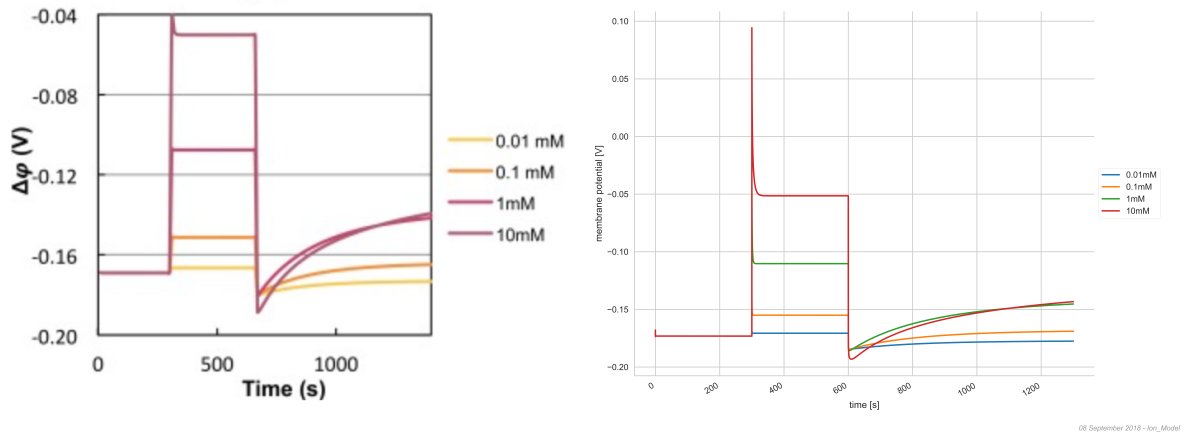 -0.04
-0.08
-0.12
-0.16
-0.20
Δφ (V)
0
500
1000
Time (s)
0.01 mM
0.1 mM
1mM
10mM
0.10
0.05
0.00
−0.05
−0.10
−0.15
−0.20
membrane potential [V]
0
200
400
600
800
1000
1200
time [s]
0.01mM
0.1mM
1mM
10mM
08 September 2018 - Ion_Model